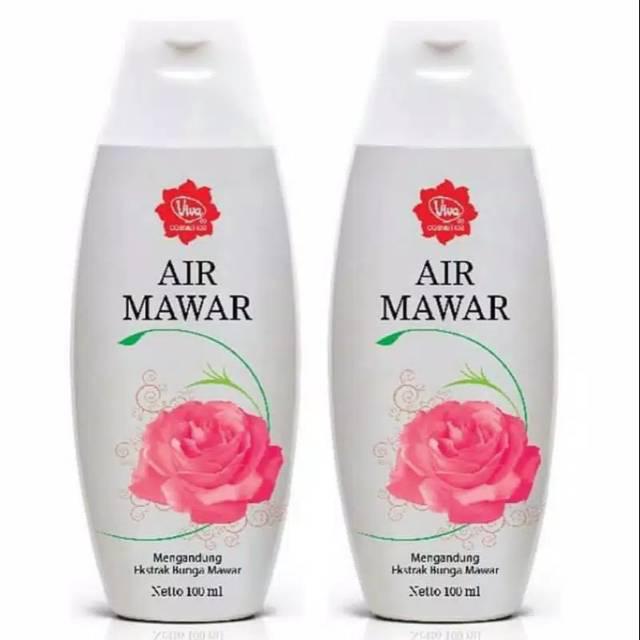 Viva
COSMETICS
AIR
MAWAR
Mengandung
Ekstrak Bunga Mawar
Netto 100 ml
Viva
COSMETICS
AIR
MAWAR
Mengandung
Ekstrak Bunga Mawar
Netto 100 ml